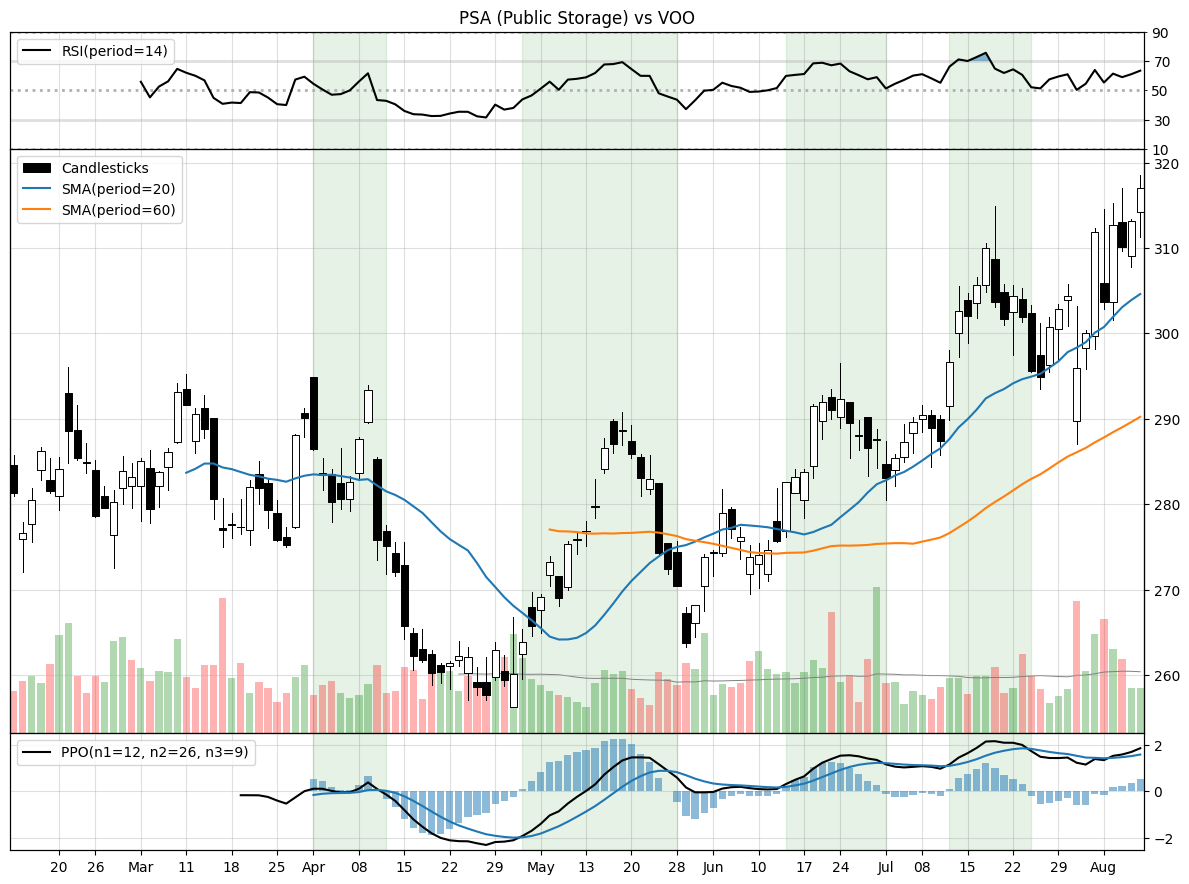 PSA (Public Storage) vs VOO
RSI(period=14)
90
70
50
30
10
Candlesticks
SMA(period=20)
SMA(period=60)
320
310
300
290
280
270
260
PPO(n1=12, n2=26, n3=9)
2
0
−2
20 26 Mar 11 18 25 Apr 08 15 22 29 May 13 20 28 Jun 10 17 24 Jul 08 15 22 29 Aug